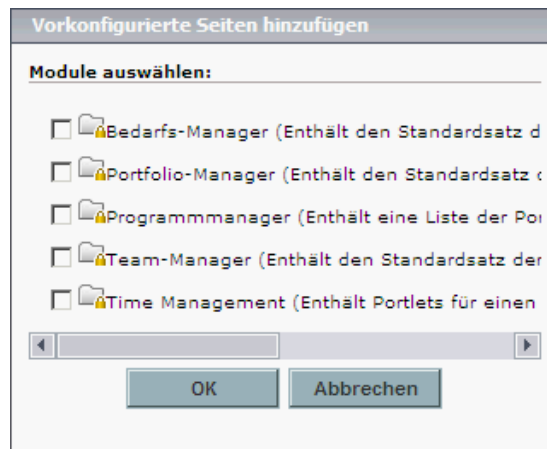 Vorkonfigurierte Seiten hinzufügen
Module auswählen:
Bedarfs-Manager (Enthält den Standardsatz d
Portfolio-Manager (Enthält den Standardsatz
Programmmanager (Enthält eine Liste der Por
Team-Manager (Enthält den Standardsatz der
Time Management (Enthält Portlets für einen
OK Abbrechen